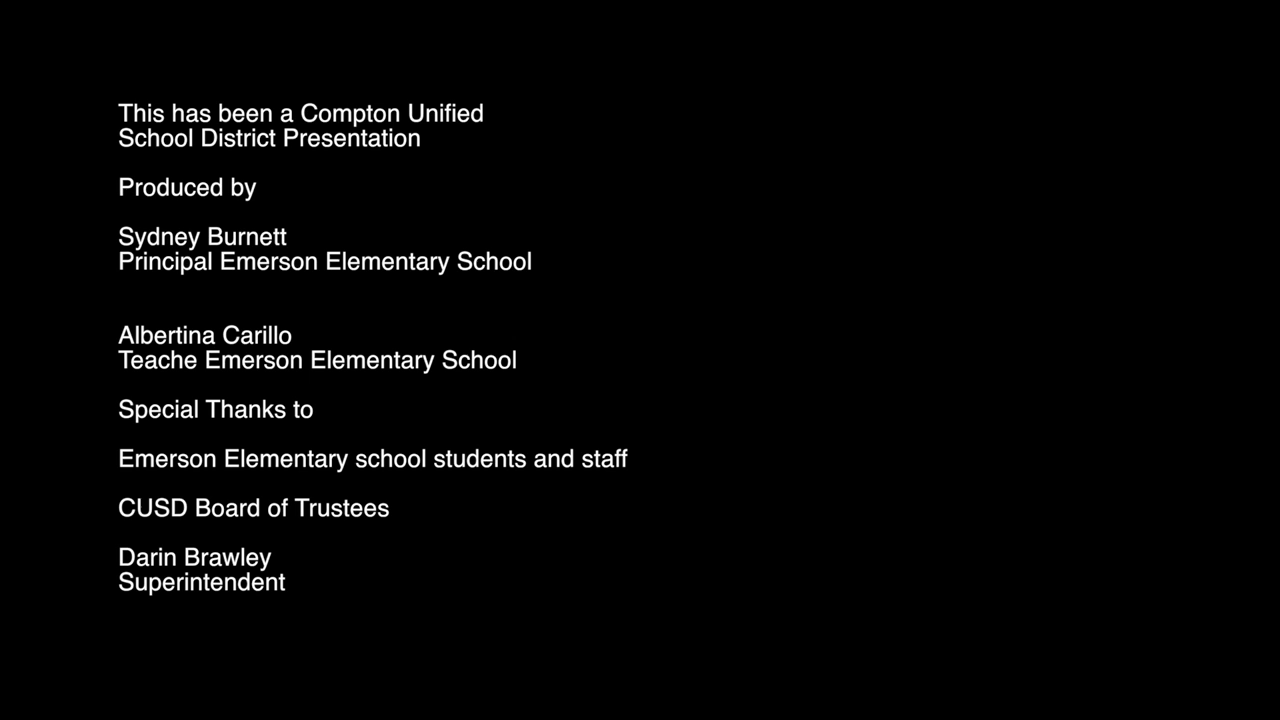 This has been a Compton Unified
School District Presentation
Produced by
Sydney Burnett
Principal Emerson Elementary School
Albertina Carillo
Teache Emerson Elementary School
Special Thanks to
Emerson Elementary school students and staff
CUSD Board of Trustees
Darin Brawley
Superintendent